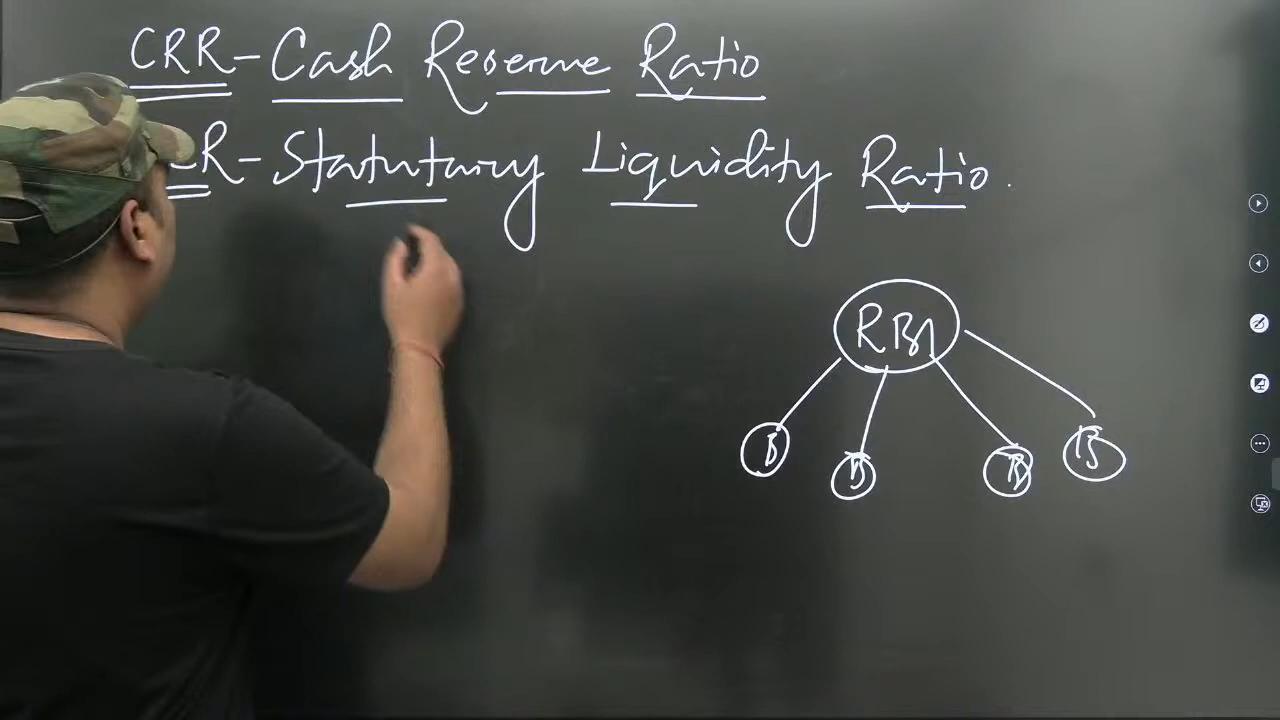 CRR - Cash Reserve Ratio
R - Statutary Liquidity Ratio.
RBI
B B B B